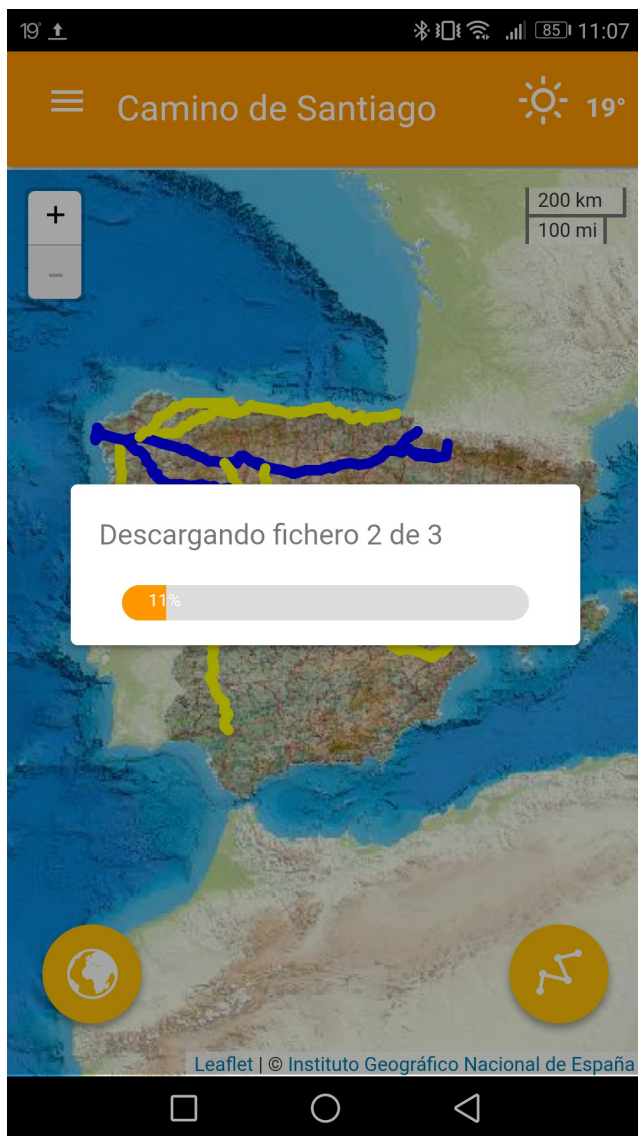 19°
85 11:07
Camino de Santiago
19°
+
200 km
−
100 mi
Descargando fichero 2 de 3
11%
Leaflet | © Instituto Geográfico Nacional de España